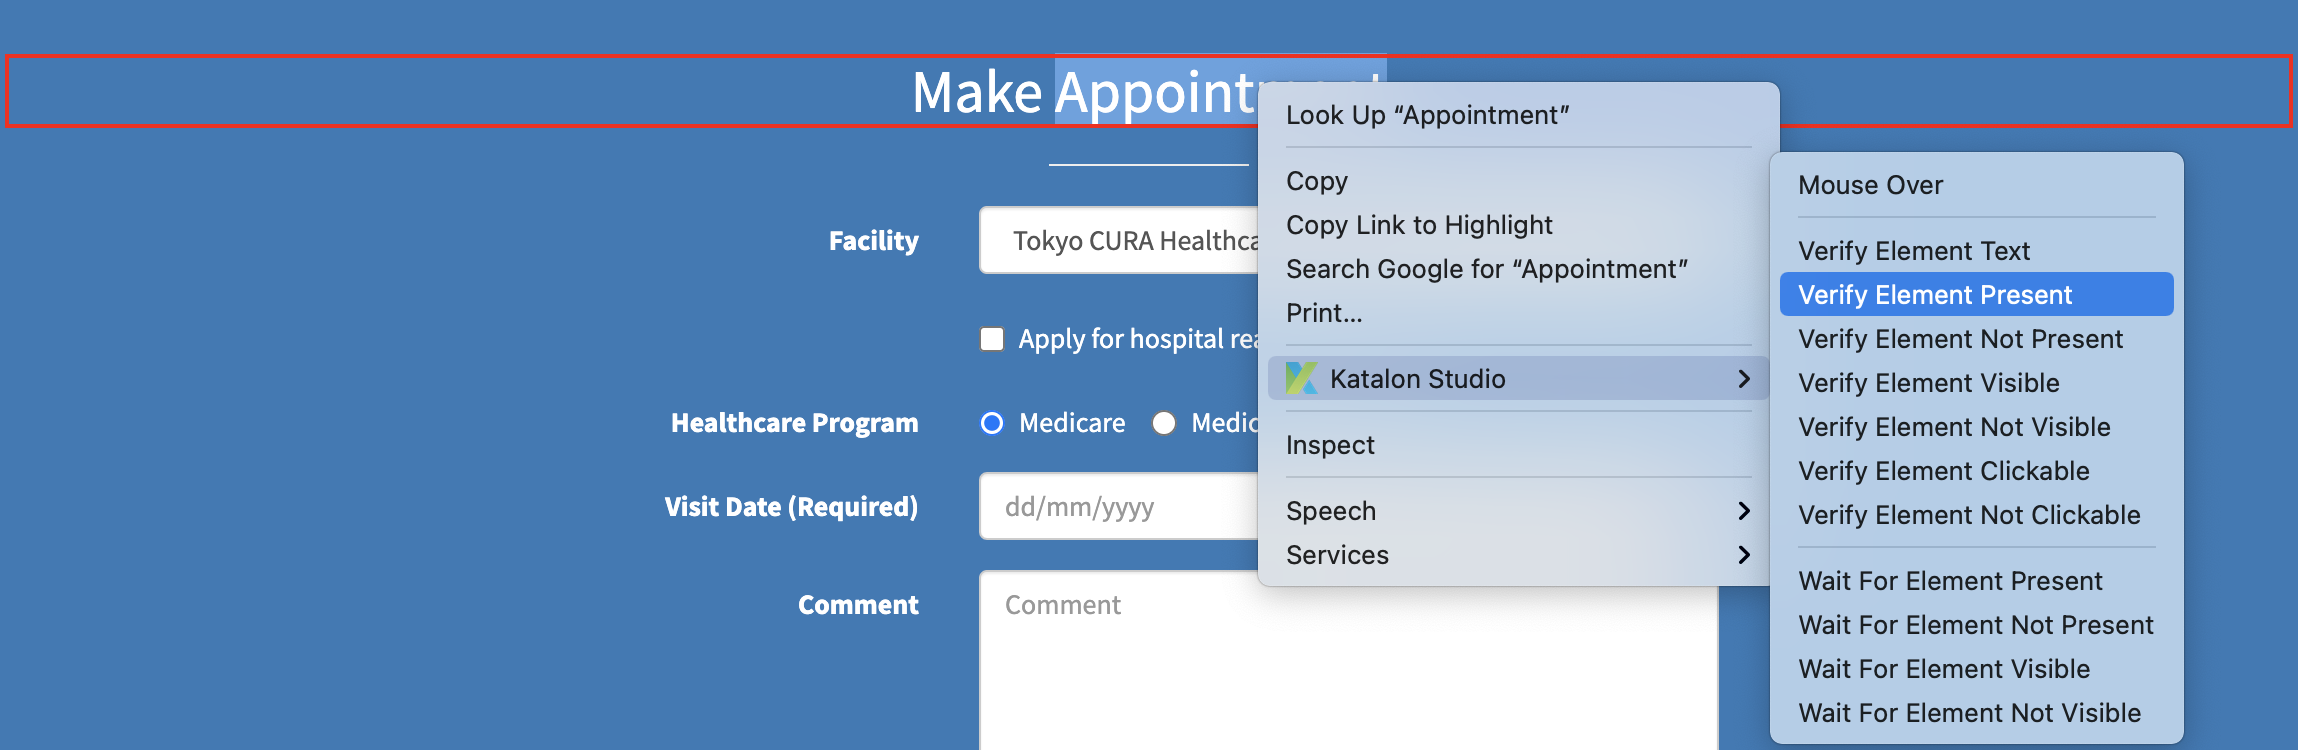 Make Appointment
Facility
Tokyo CURA Healthca
Apply for hospital rea
Healthcare Program
Medicare
Medic
Visit Date (Required)
dd/mm/yyyy
Comment
Comment
Look Up “Appointment”
Copy
Copy Link to Highlight
Search Google for “Appointment”
Print...
Katalon Studio
Inspect
Speech
Services
Mouse Over
Verify Element Text
Verify Element Present
Verify Element Not Present
Verify Element Visible
Verify Element Not Visible
Verify Element Clickable
Verify Element Not Clickable
Wait For Element Present
Wait For Element Not Present
Wait For Element Visible
Wait For Element Not Visible